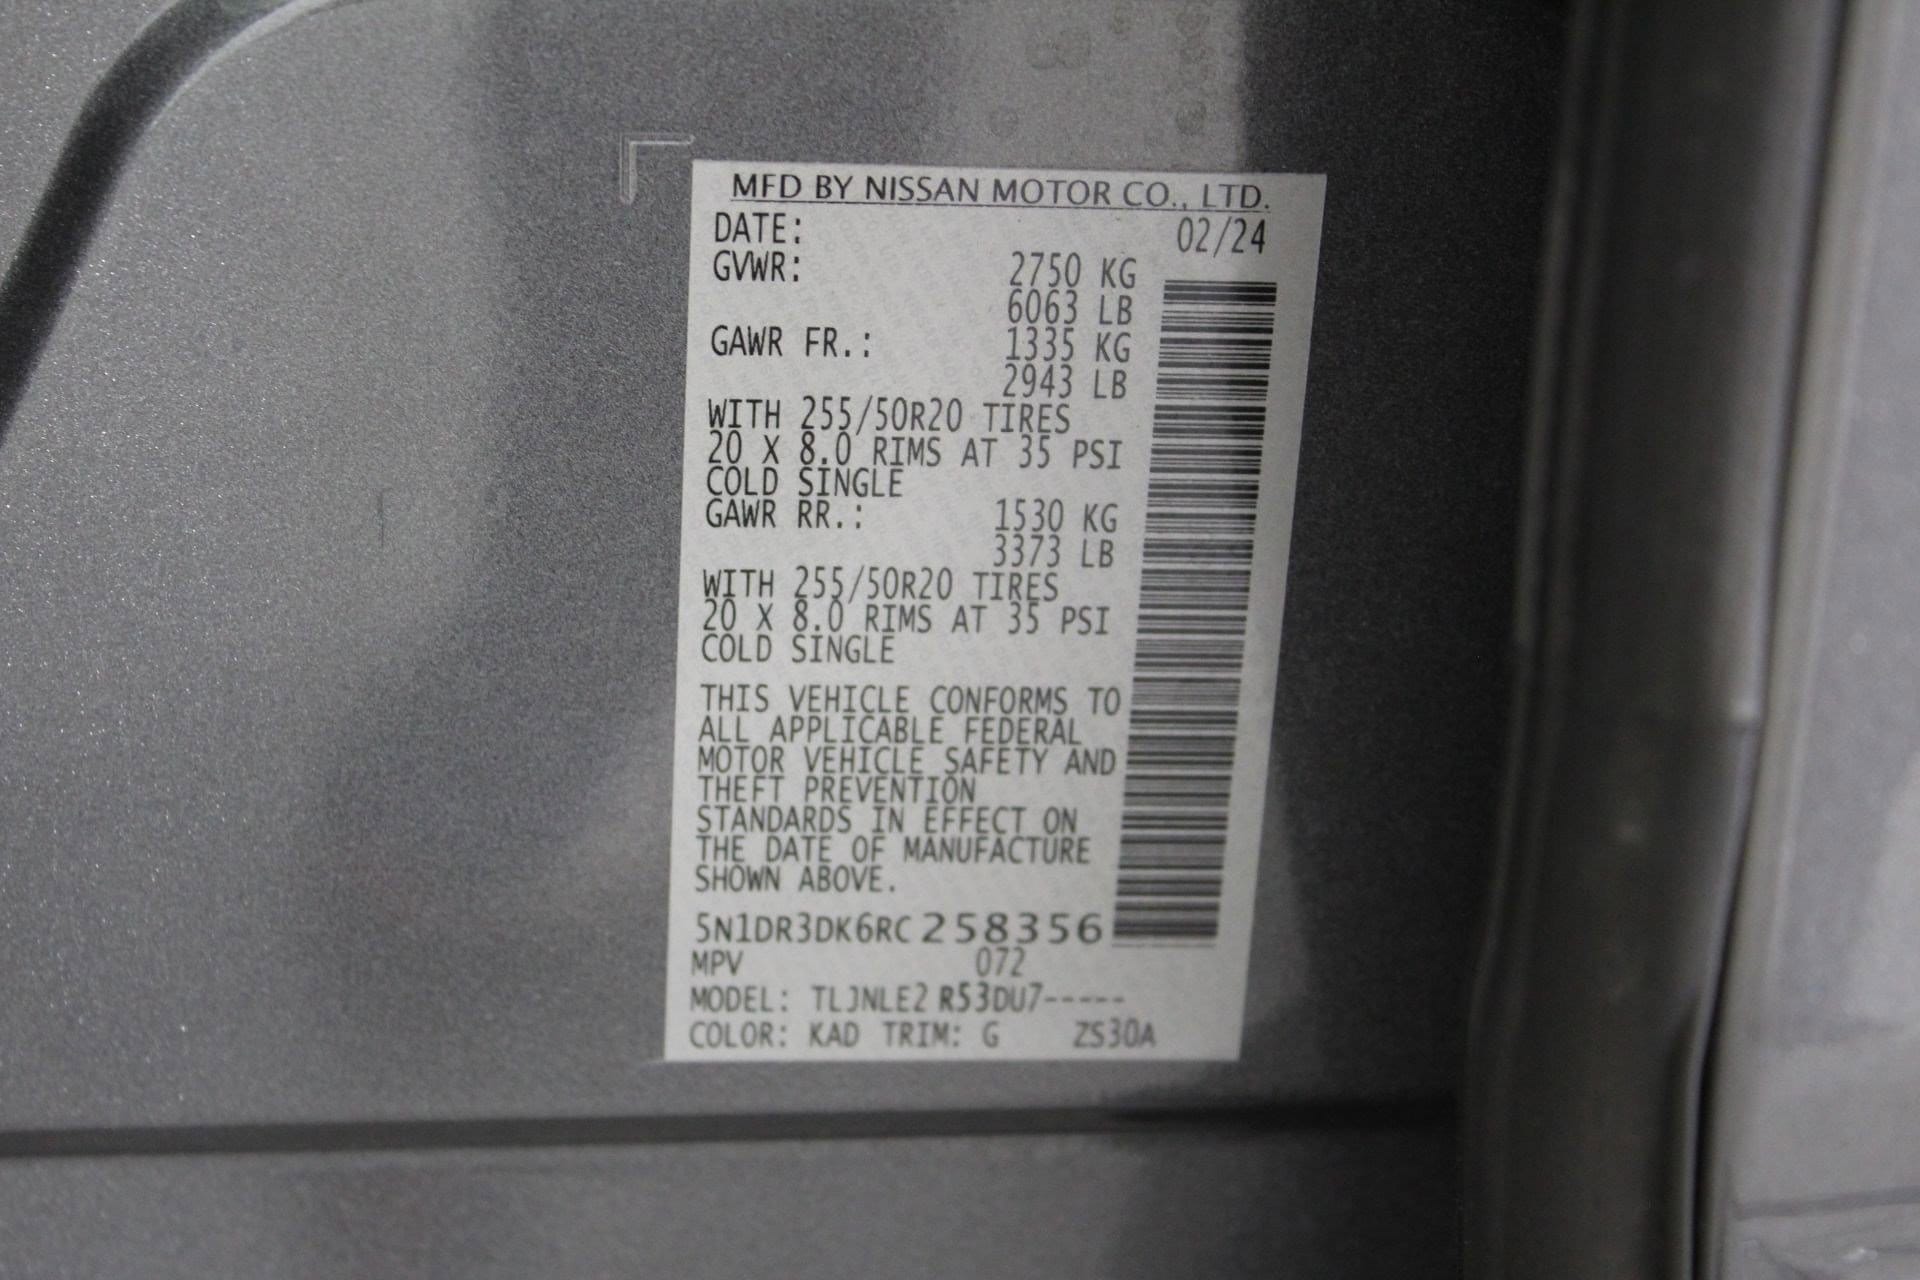 MFD BY NISSAN MOTOR CO., LTD.
DATE: 02/24
GVWR: 2750 KG
6063 LB
GAWR FR.: 1335 KG
2943 LB
WITH 255/50R20 TIRES
20 X 8.0 RIMS AT 35 PSI
COLD SINGLE
GAWR RR.: 1530 KG
3373 LB
WITH 255/50R20 TIRES
20 X 8.0 RIMS AT 35 PSI
COLD SINGLE
THIS VEHICLE CONFORMS TO
ALL APPLICABLE FEDERAL
MOTOR VEHICLE SAFETY AND
THEFT PREVENTION
STANDARDS IN EFFECT ON
THE DATE OF MANUFACTURE
SHOWN ABOVE.
5N1DR3DK6RC258356
MPV 072
MODEL: TLJNLE2 R53DU7-----
COLOR: KAD TRIM: G ZS30A